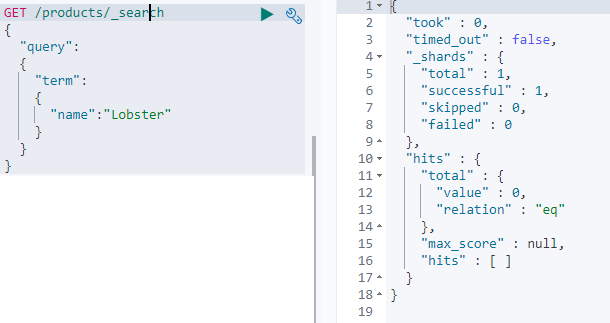 GET /products/_search
{
  "query":
  {
    "term":
    {
      "name":"Lobster"
    }
  }
}
1 {
2   "took" : 0,
3   "timed_out" : false,
4   "_shards" : {
5     "total" : 1,
6     "successful" : 1,
7     "skipped" : 0,
8     "failed" : 0
9   },
10   "hits" : {
11     "total" : {
12       "value" : 0,
13       "relation" : "eq"
14     },
15     "max_score" : null,
16     "hits" : [ ]
17   }
18 }
19